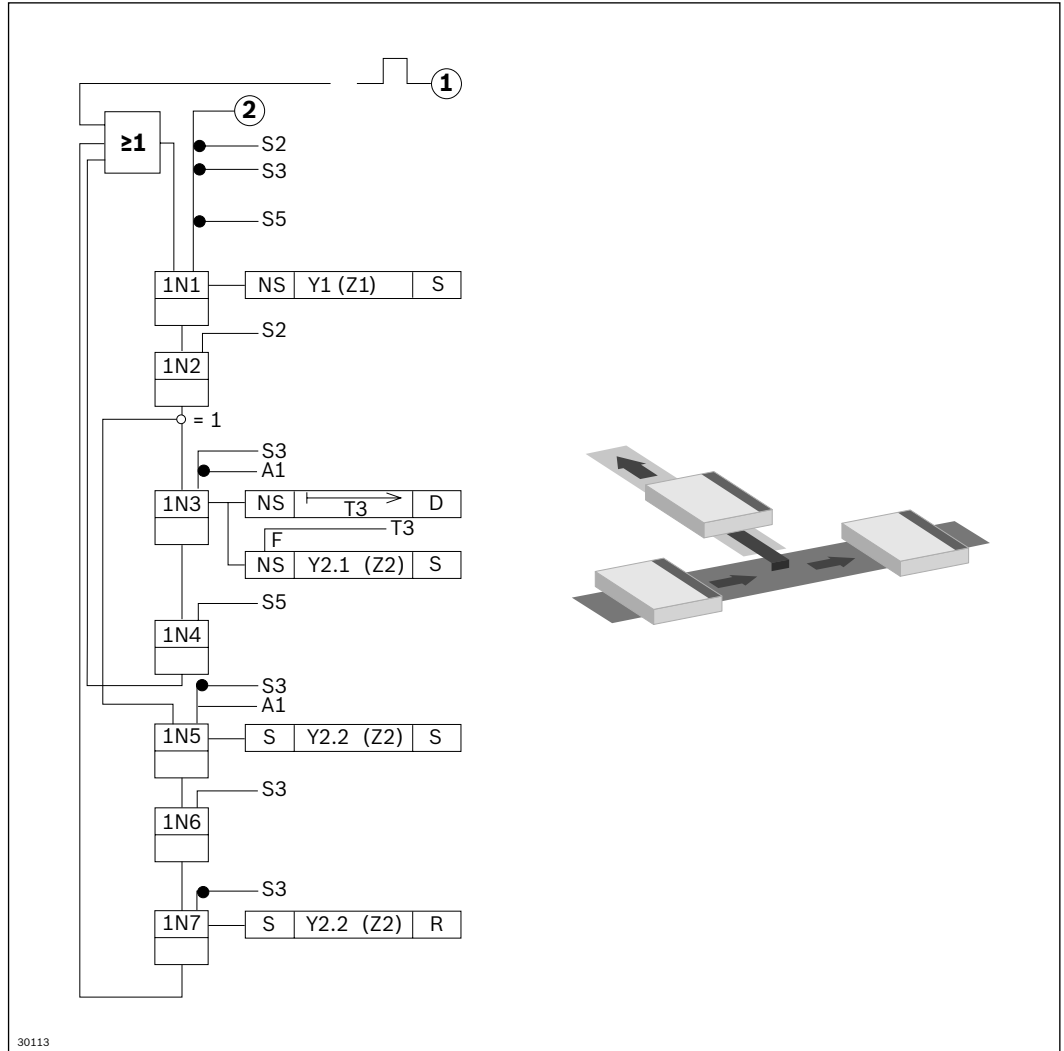 1
2
≥1
S2
S3
S5
1N1 NS Y1 (Z1) S
S2
1N2
= 1
S3
A1
1N3 NS T3 D
T3
F
NS Y2.1 (Z2) S
S5
1N4
S3
A1
1N5 S Y2.2 (Z2) S
S3
1N6
S3
1N7 S Y2.2 (Z2) R
30113